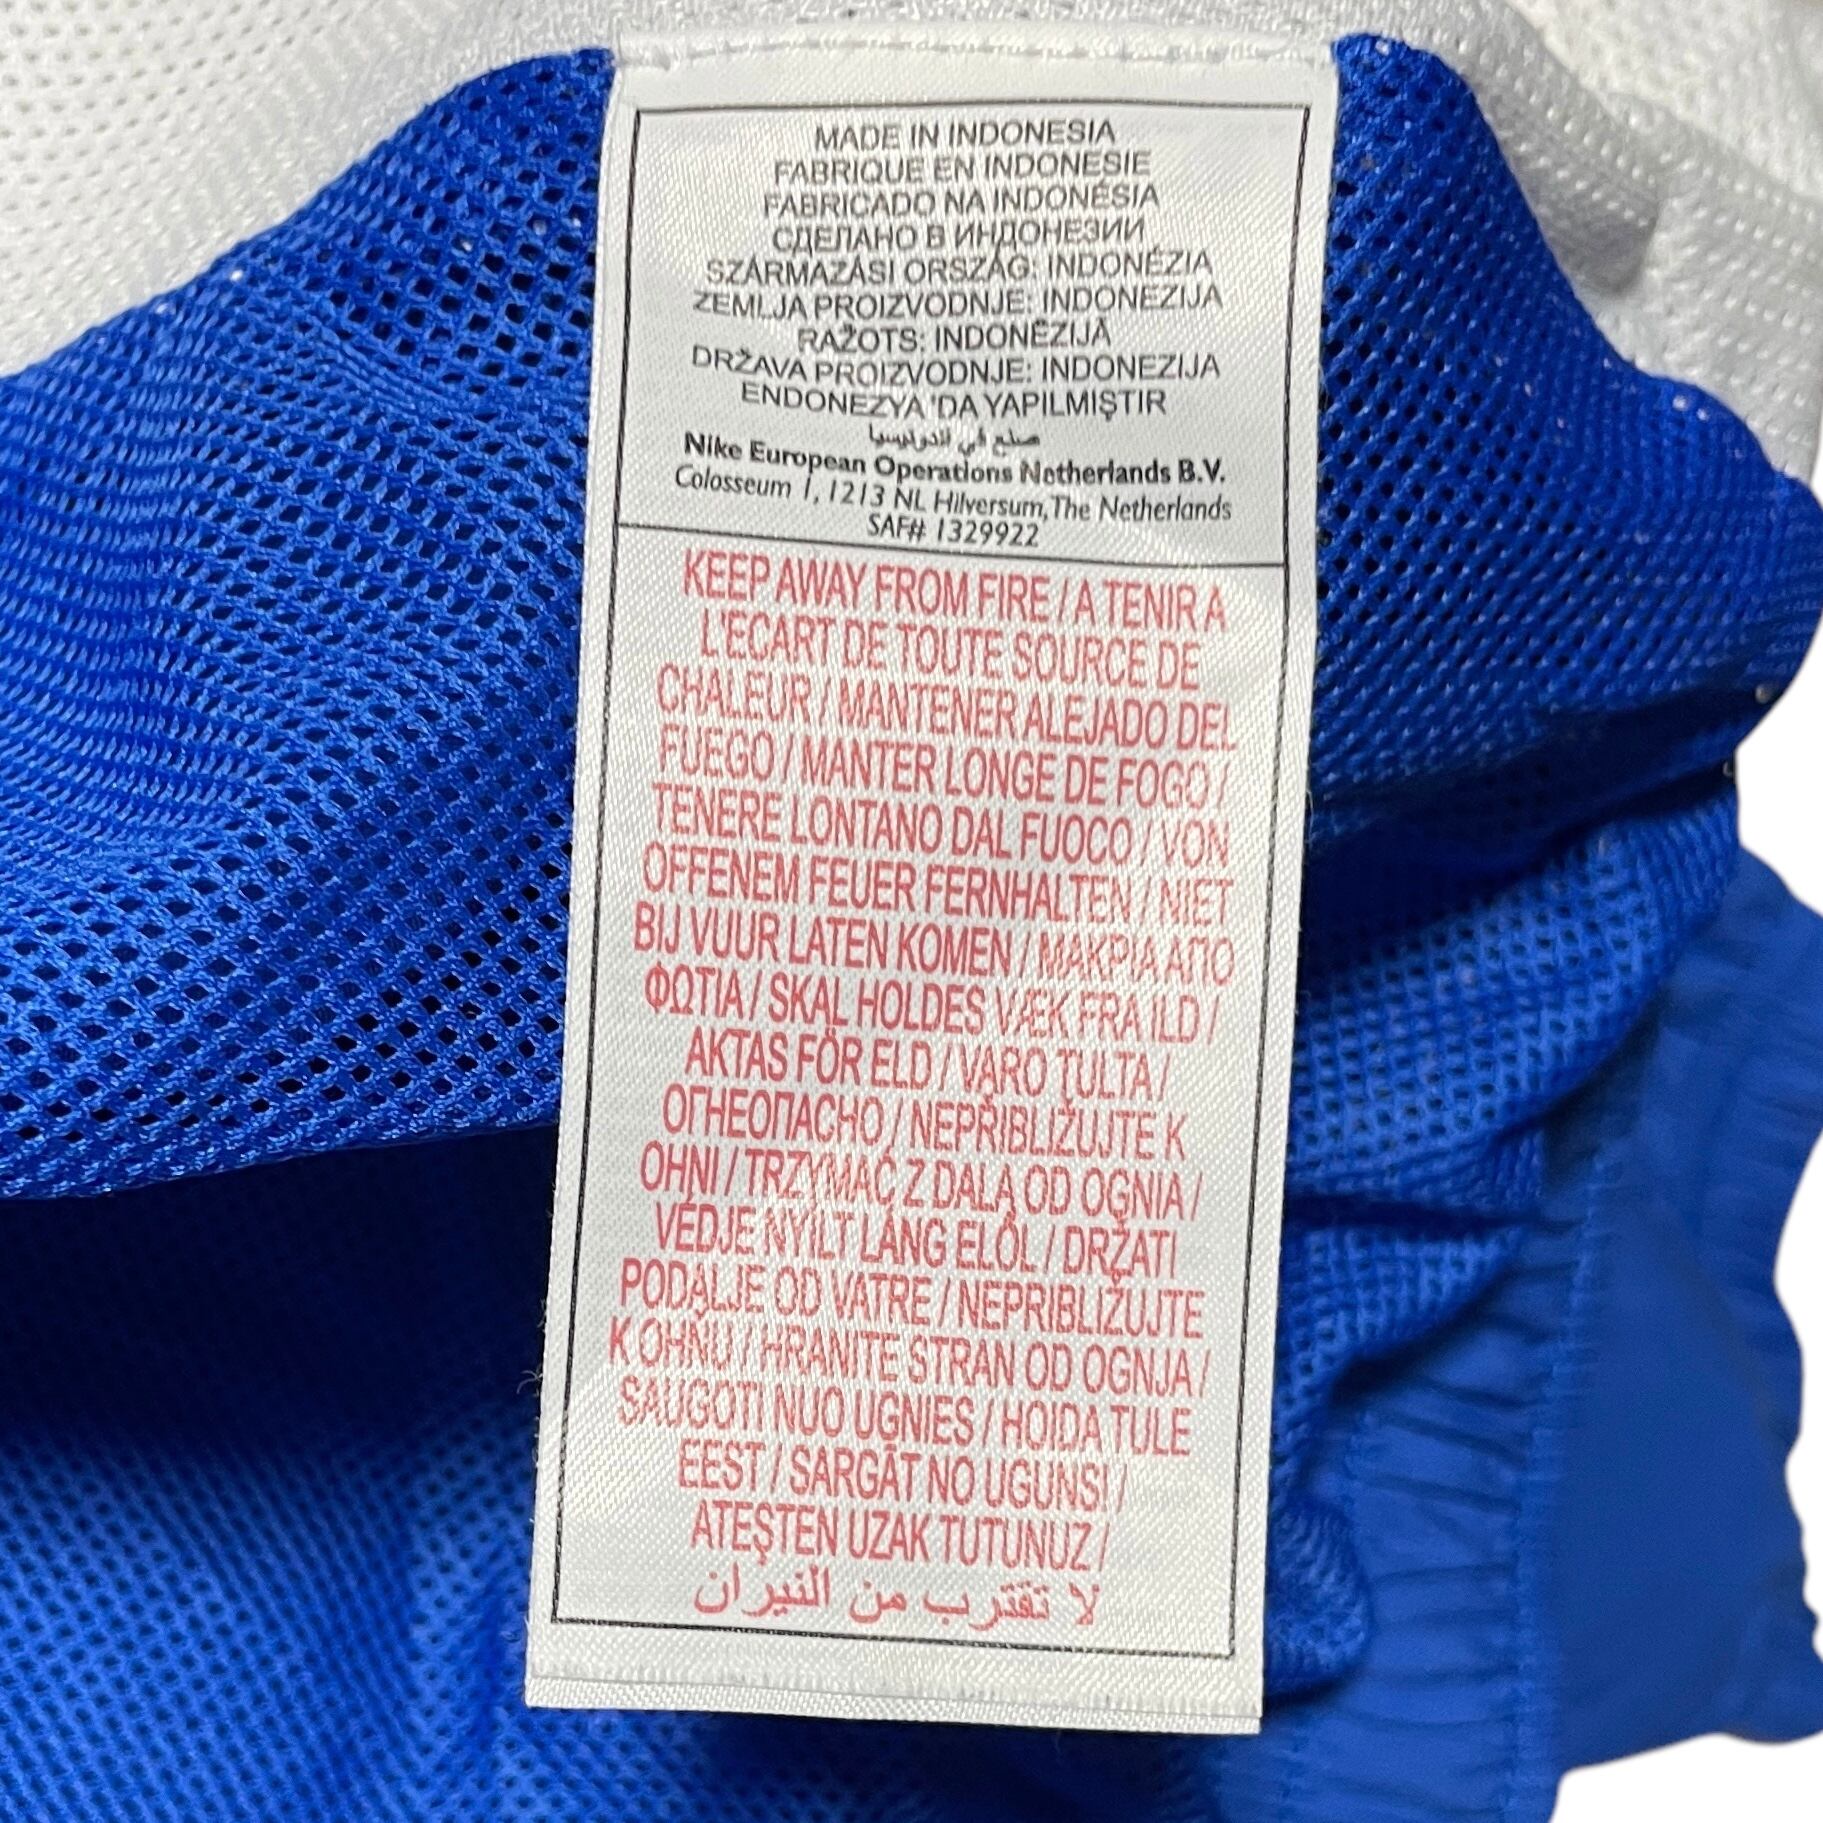 MADE IN INDONESIA
FABRIQUE EN INDONESIE
FABRICADO NA INDONÉSIA
СДЕЛАНО В ИНДОНЕЗИИ
SZÁRMAZÁSI ORSZÁG: INDONÉZIA
ZEMLJA PROIZVODNJE: INDONEZIJA
RAŽOTS: INDONĒZIJĀ
DRŽAVA PROIZVODNJE: INDONEZIJA
ENDONEZYA 'DA YAPILMIŞTIR
صنع في اندونيسيا
Nike European Operations Netherlands B.V.
Colosseum 1, 1213 NL Hilversum, The Netherlands
SAF# 1329922
KEEP AWAY FROM FIRE / A TENIR A
L'ECART DE TOUTE SOURCE DE
CHALEUR / MANTENER ALEJADO DEL
FUEGO / MANTER LONGE DE FOGO /
TENERE LONTANO DAL FUOCO / VON
OFFENEM FEUER FERNHALTEN / NIET
BIJ VUUR LATEN KOMEN / ΜΑΚΡΙΑ ΑΠΟ
ΦΩΤΙΑ / SKAL HOLDES VÆK FRA ILD /
AKTAS FÖR ELD / VARO TULTA /
ОГНЕОПАСНО / NEPŘIBLIŽUJTE K
OHNI / TRZYMAĆ Z DALA OD OGNIA /
VÉDJE NYÍLT LÁNG ELŐL / DRŽATI
PODALJE OD VATRE / NEPRIBLIŽUJTE
K OHŇU / HRANITE STRAN OD OGNJA /
SAUGOTI NUO UGNIES / HOIDA TULE
EEST / SARGĀT NO UGUNS! /
ATEŞTEN UZAK TUTUNUZ /
لا تقترب من النيران